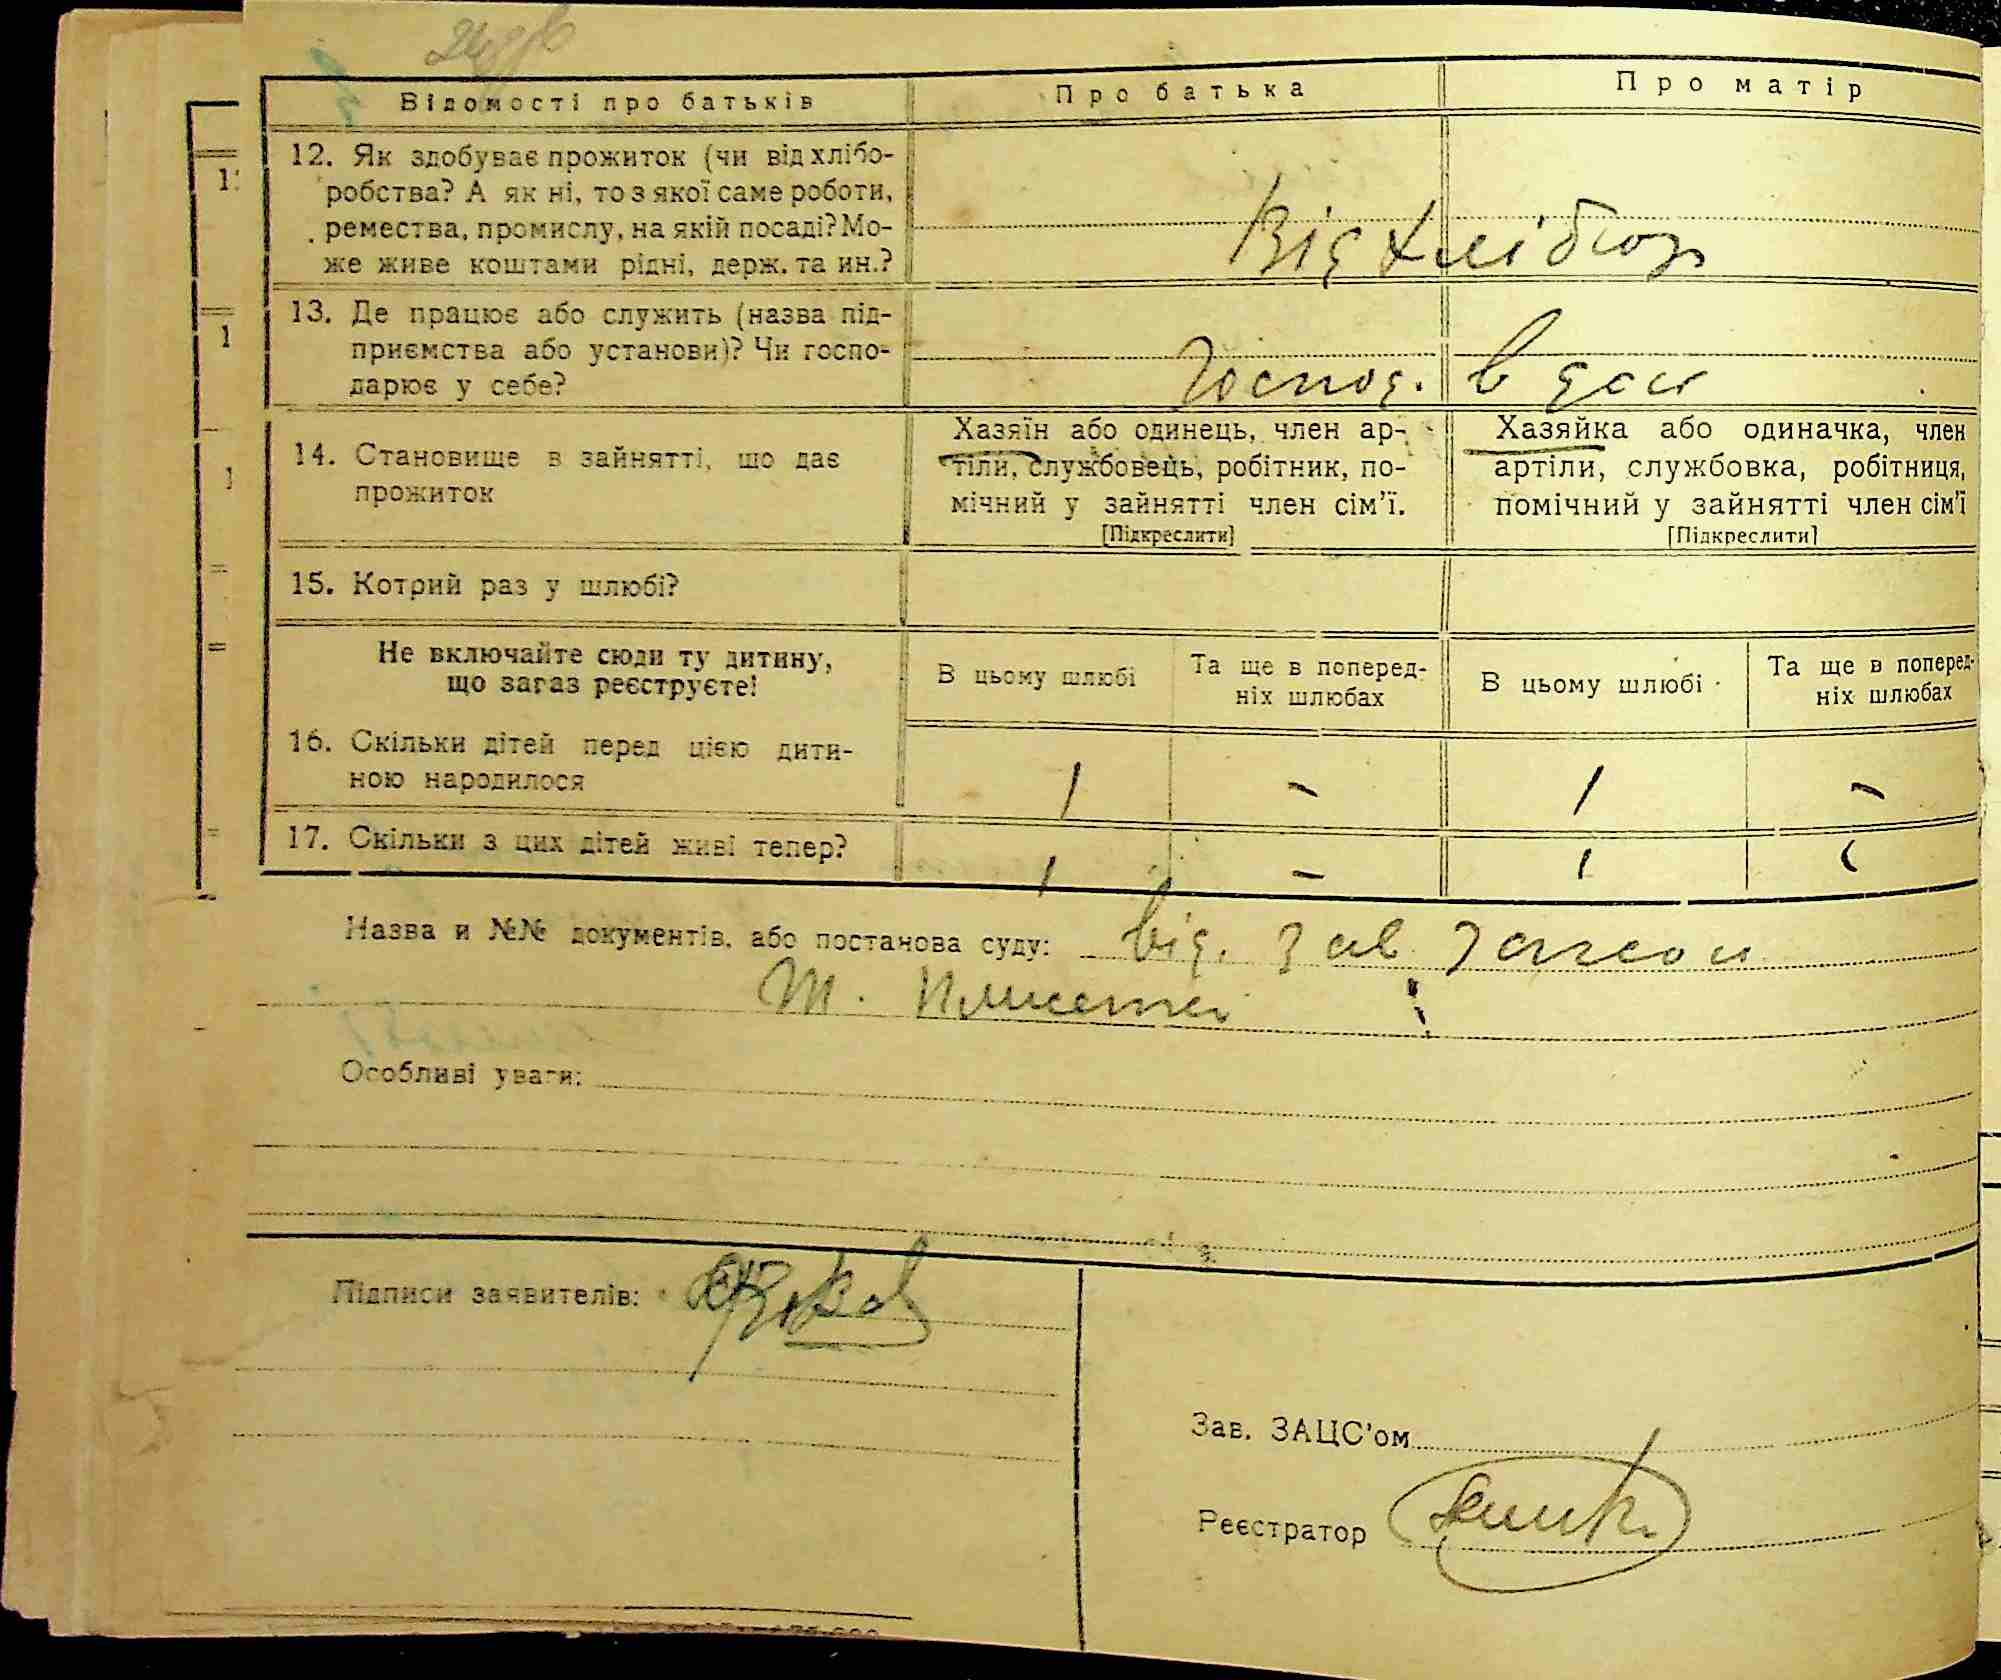 Відомості про батьків
Про батька
Про матір
12. Як здобуває прожиток (чи від хлібо-
робства? А як ні, то з якої саме роботи,
ремества, промислу, на якій посаді? Мо-
же живе коштами рідні, держ. та ин.?
Від хлібор
13. Де працює або служить (назва під-
приємства або установи)? Чи госпо-
дарює у себе?
Господ. в
14. Становище в зайнятті, що дає
прожиток
Хазяїн або одинець, член ар-
тіли, службовець, робітник, по-
мічний у зайнятті член сім'ї.
[Підкреслити]
Хазяйка або одиначка, член
артіли, службовка, робітниця,
помічний у зайнятті член сім'ї
[Підкреслити]
15. Котрий раз у шлюбі?
Не включайте сюди ту дитину,
що загаз реєструєте!
В цьому шлюбі
Та ще в поперед-
ніх шлюбах
В цьому шлюбі
Та ще в поперед-
ніх шлюбах
16. Скільки дітей перед цією дити-
ною народилося
1 - 1 -
17. Скільки з цих дітей живі тепер?
1 - 1
Назва и №№ документів, або постанова суду: від. зав
Особливі уваги:
Підписи заявителів:
Зав. ЗАЦС'ом
Реєстратор